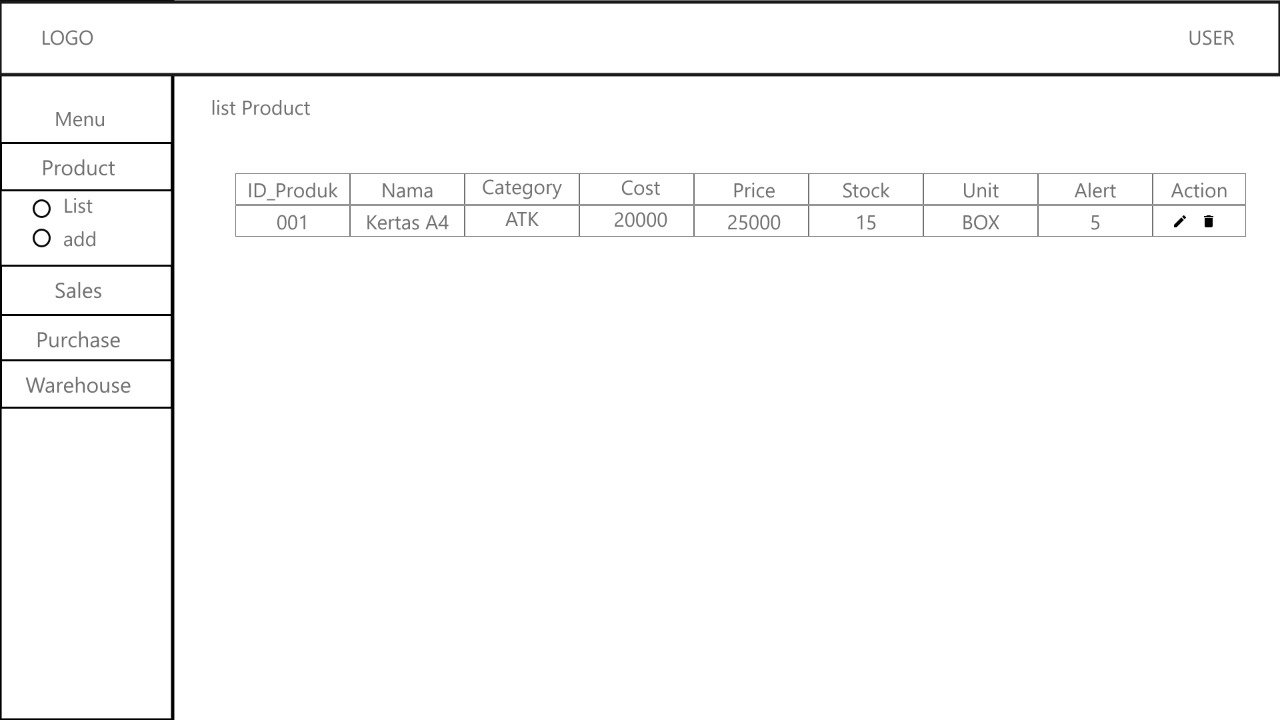 LOGO USER
Menu
Product
List
add
Sales
Purchase
Warehouse
list Product
ID_Produk Nama Category Cost Price Stock Unit Alert Action
001 Kertas A4 ATK 20000 25000 15 BOX 5